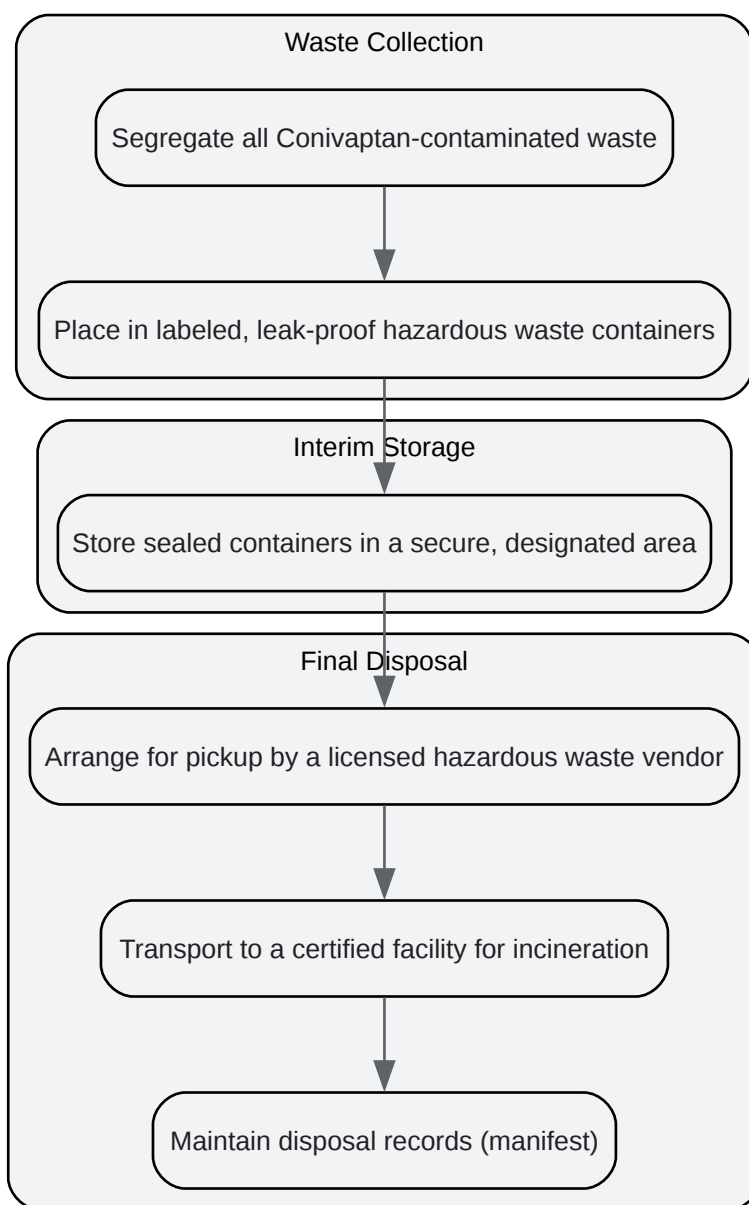 Waste Collection
Segregate all Conivaptan-contaminated waste
Place in labeled, leak-proof hazardous waste containers
Interim Storage
Store sealed containers in a secure, designated area
Final Disposal
Arrange for pickup by a licensed hazardous waste vendor
Transport to a certified facility for incineration
Maintain disposal records (manifest)